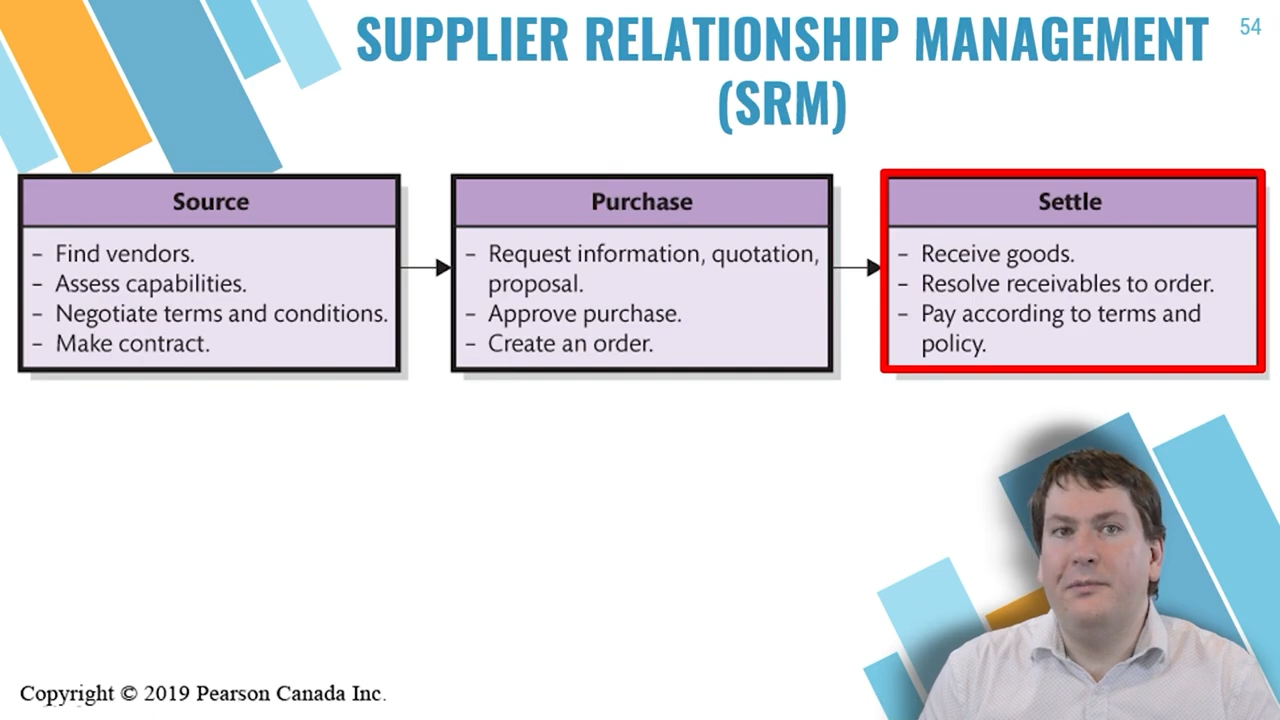 SUPPLIER RELATIONSHIP MANAGEMENT
(SRM)
54
Source
– Find vendors.
– Assess capabilities.
– Negotiate terms and conditions.
– Make contract.
Purchase
– Request information, quotation,
proposal.
– Approve purchase.
– Create an order.
Settle
– Receive goods.
– Resolve receivables to order.
– Pay according to terms and
policy.
Copyright © 2019 Pearson Canada Inc.